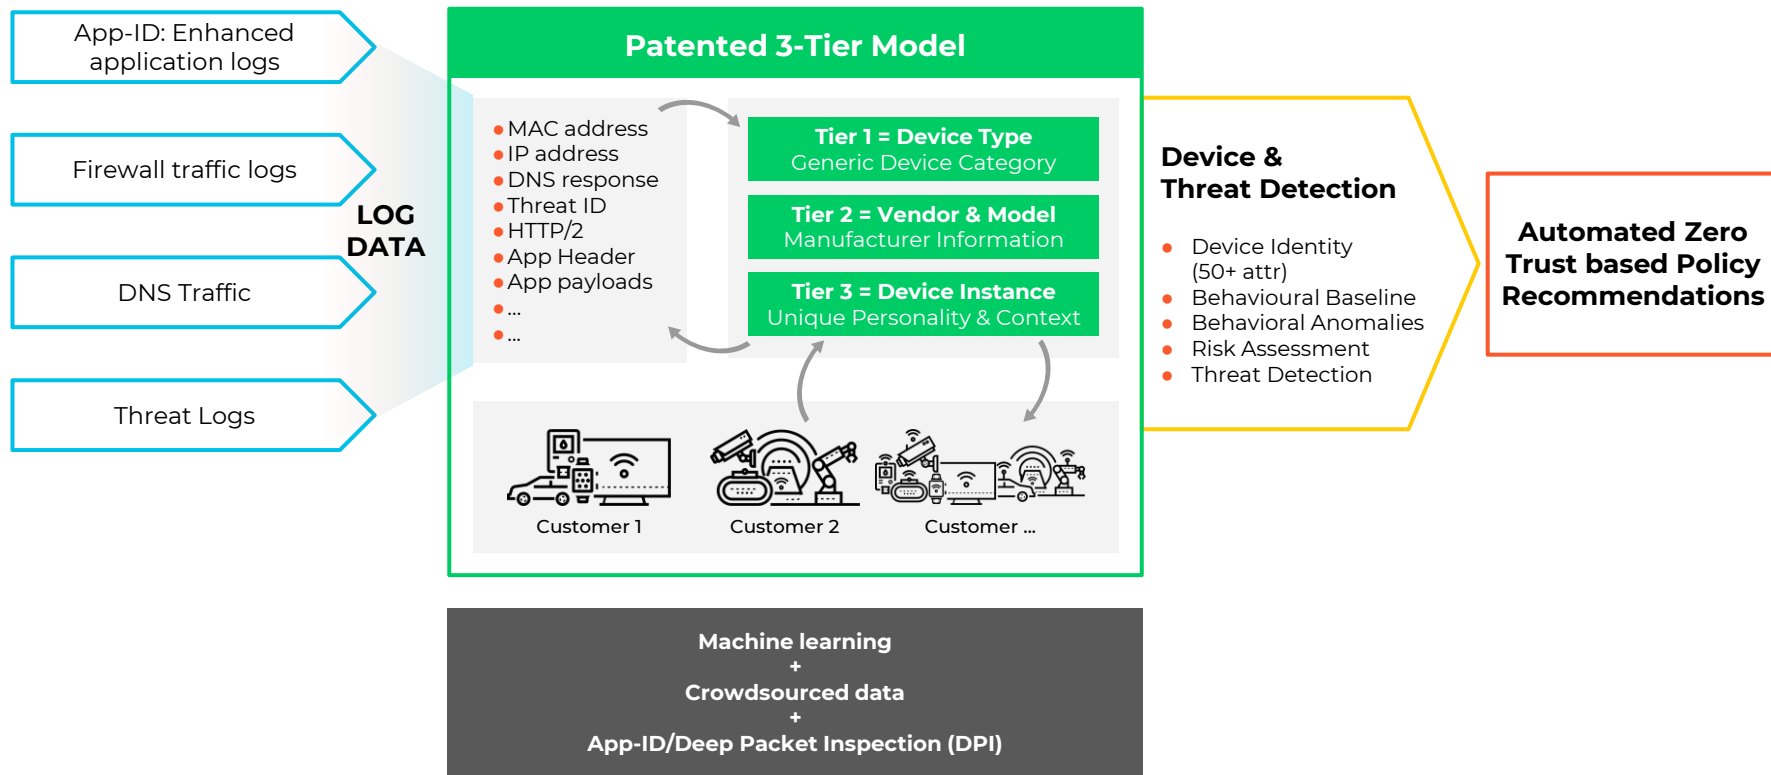 App-ID: Enhanced
application logs
Firewall traffic logs
DNS Traffic
Threat Logs
LOG
DATA
Patented 3-Tier Model
MAC address
IP address
DNS response
Threat ID
HTTP/2
App Header
App payloads
...
...
Tier 1 = Device Type
Generic Device Category
Tier 2 = Vendor & Model
Manufacturer Information
Tier 3 = Device Instance
Unique Personality & Context
Customer 1
Customer 2
Customer ...
Device &
Threat Detection
Device Identity
(50+ attr)
Behavioural Baseline
Behavioral Anomalies
Risk Assessment
Threat Detection
Automated Zero
Trust based Policy
Recommendations
Machine learning
+
Crowdsourced data
+
App-ID/Deep Packet Inspection (DPI)